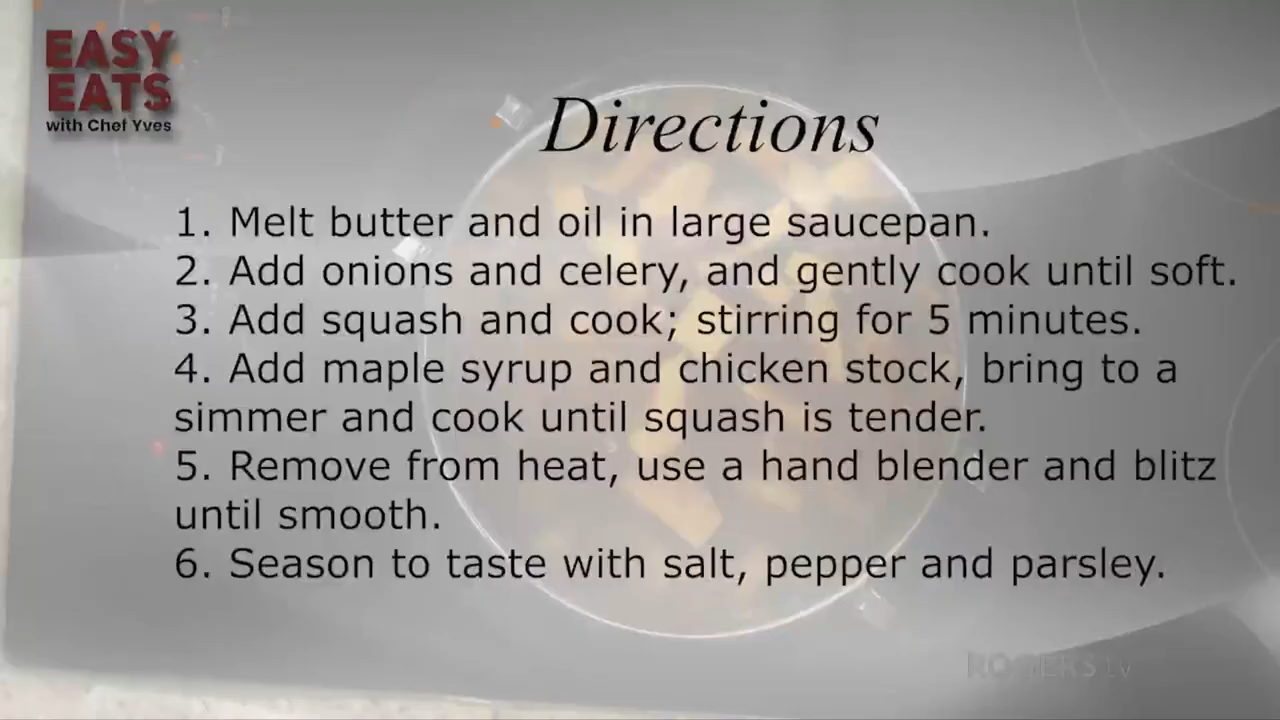 EASY
EATS
with Chef Yves
Directions
1. Melt butter and oil in large saucepan.
2. Add onions and celery, and gently cook until soft.
3. Add squash and cook; stirring for 5 minutes.
4. Add maple syrup and chicken stock, bring to a
simmer and cook until squash is tender.
5. Remove from heat, use a hand blender and blitz
until smooth.
6. Season to taste with salt, pepper and parsley.
ROGERS tv